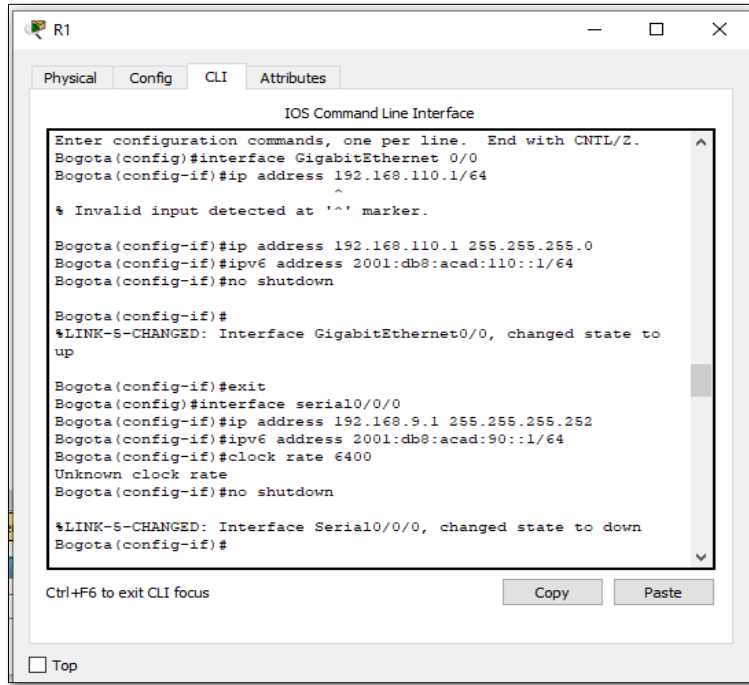 R1
Physical Config CLI Attributes
IOS Command Line Interface
Enter configuration commands, one per line.  End with CNTL/Z.
Bogota(config)#interface GigabitEthernet 0/0
Bogota(config-if)#ip address 192.168.110.1/64
^
% Invalid input detected at '^' marker.
Bogota(config-if)#ip address 192.168.110.1 255.255.255.0
Bogota(config-if)#ipv6 address 2001:db8:acad:110::1/64
Bogota(config-if)#no shutdown
Bogota(config-if)#
%LINK-5-CHANGED: Interface GigabitEthernet0/0, changed state to
up
Bogota(config-if)#exit
Bogota(config)#interface serial0/0/0
Bogota(config-if)#ip address 192.168.9.1 255.255.255.252
Bogota(config-if)#ipv6 address 2001:db8:acad:90::1/64
Bogota(config-if)#clock rate 6400
Unknown clock rate
Bogota(config-if)#no shutdown
%LINK-5-CHANGED: Interface Serial0/0/0, changed state to down
Bogota(config-if)#
Ctrl+F6 to exit CLI focus
Copy Paste
Top